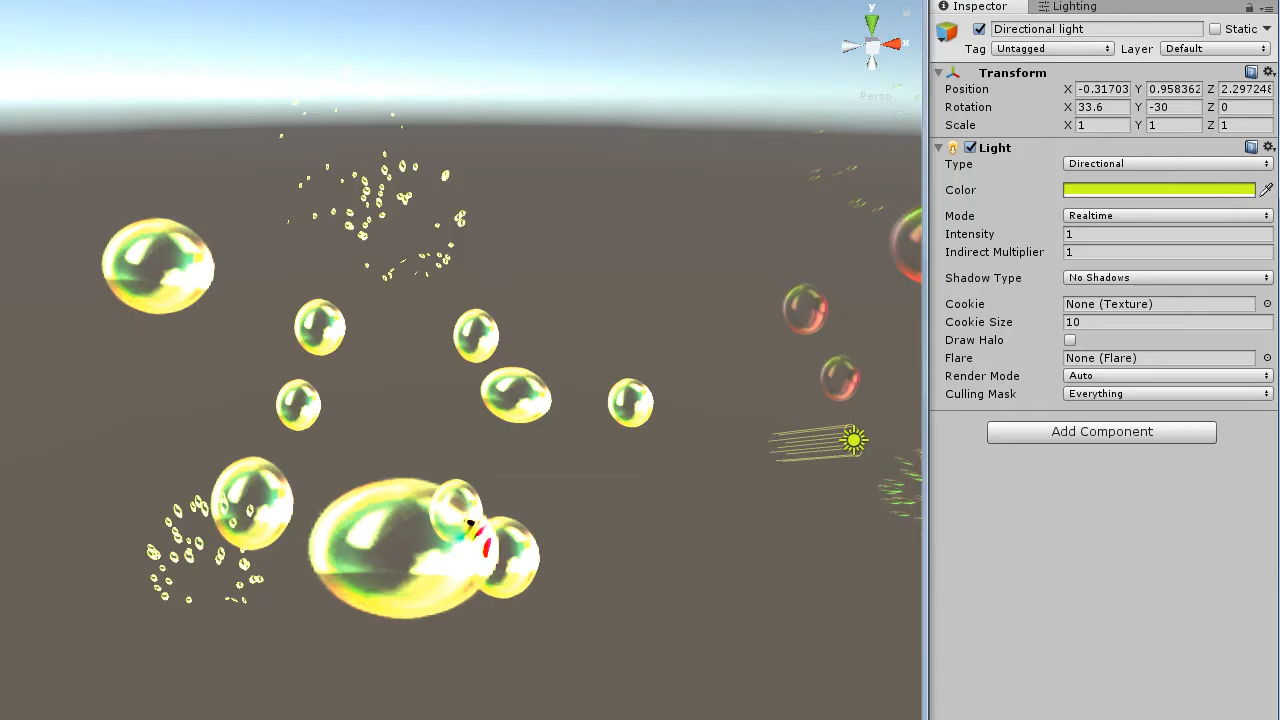 y
x
Persp
Inspector
Lighting
Directional light
Static
Tag
Untagged
Layer
Default
Transform
Position X -0.31703 Y 0.958362 Z 2.297248
Rotation X 33.6 Y -30 Z 0
Scale X 1 Y 1 Z 1
Light
Type Directional
Color
Mode Realtime
Intensity 1
Indirect Multiplier 1
Shadow Type No Shadows
Cookie None (Texture)
Cookie Size 10
Draw Halo
Flare None (Flare)
Render Mode Auto
Culling Mask Everything
Add Component